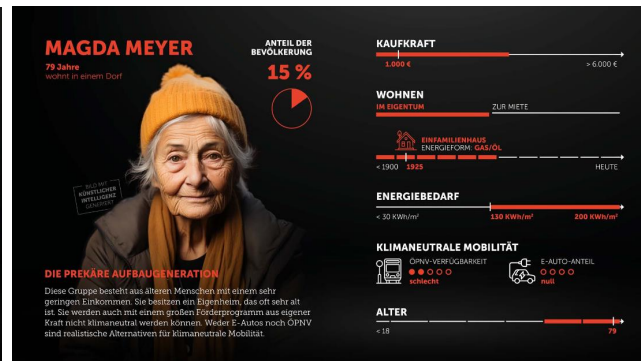 MAGDA MEYER
79 Jahre
wohnt in einem Dorf
ANTEIL DER
BEVÖLKERUNG
15 %
BILD MIT
KÜNSTLICHER
INTELLIGENZ
GENERIERT
DIE PREKÄRE AUFBAUGENERATION
Diese Gruppe besteht aus älteren Menschen mit einem sehr
geringen Einkommen. Sie besitzen ein Eigenheim, das oft sehr alt
ist. Sie werden auch mit einem großen Förderprogramm aus eigener
Kraft nicht klimaneutral werden können. Weder E-Autos noch ÖPNV
sind realistische Alternativen für klimaneutrale Mobilität.
KAUFKRAFT
1.000 € > 6.000 €
WOHNEN
IM EIGENTUM ZUR MIETE
EINFAMILIENHAUS
ENERGIEFORM: GAS/ÖL
< 1900 1925 HEUTE
ENERGIEBEDARF
< 30 KWh/m² 130 KWh/m² 200 KWh/m²
KLIMANEUTRALE MOBILITÄT
ÖPNV-VERFÜGBARKEIT E-AUTO-ANTEIL
schlecht null
ALTER
< 18 79